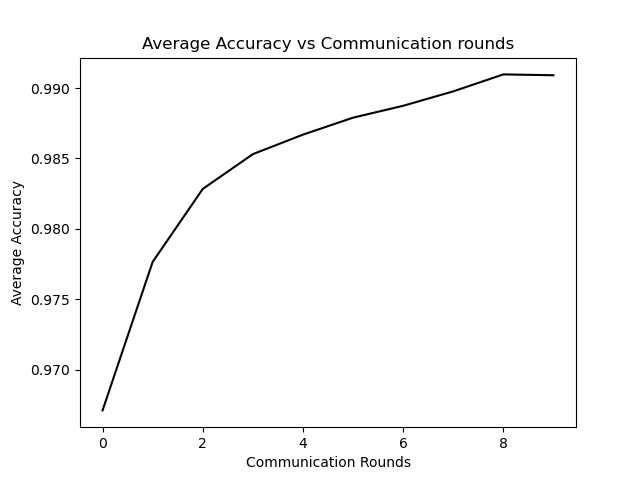 Average Accuracy vs Communication rounds
Average Accuracy
0.990
0.985
0.980
0.975
0.970
0 2 4 6 8
Communication Rounds